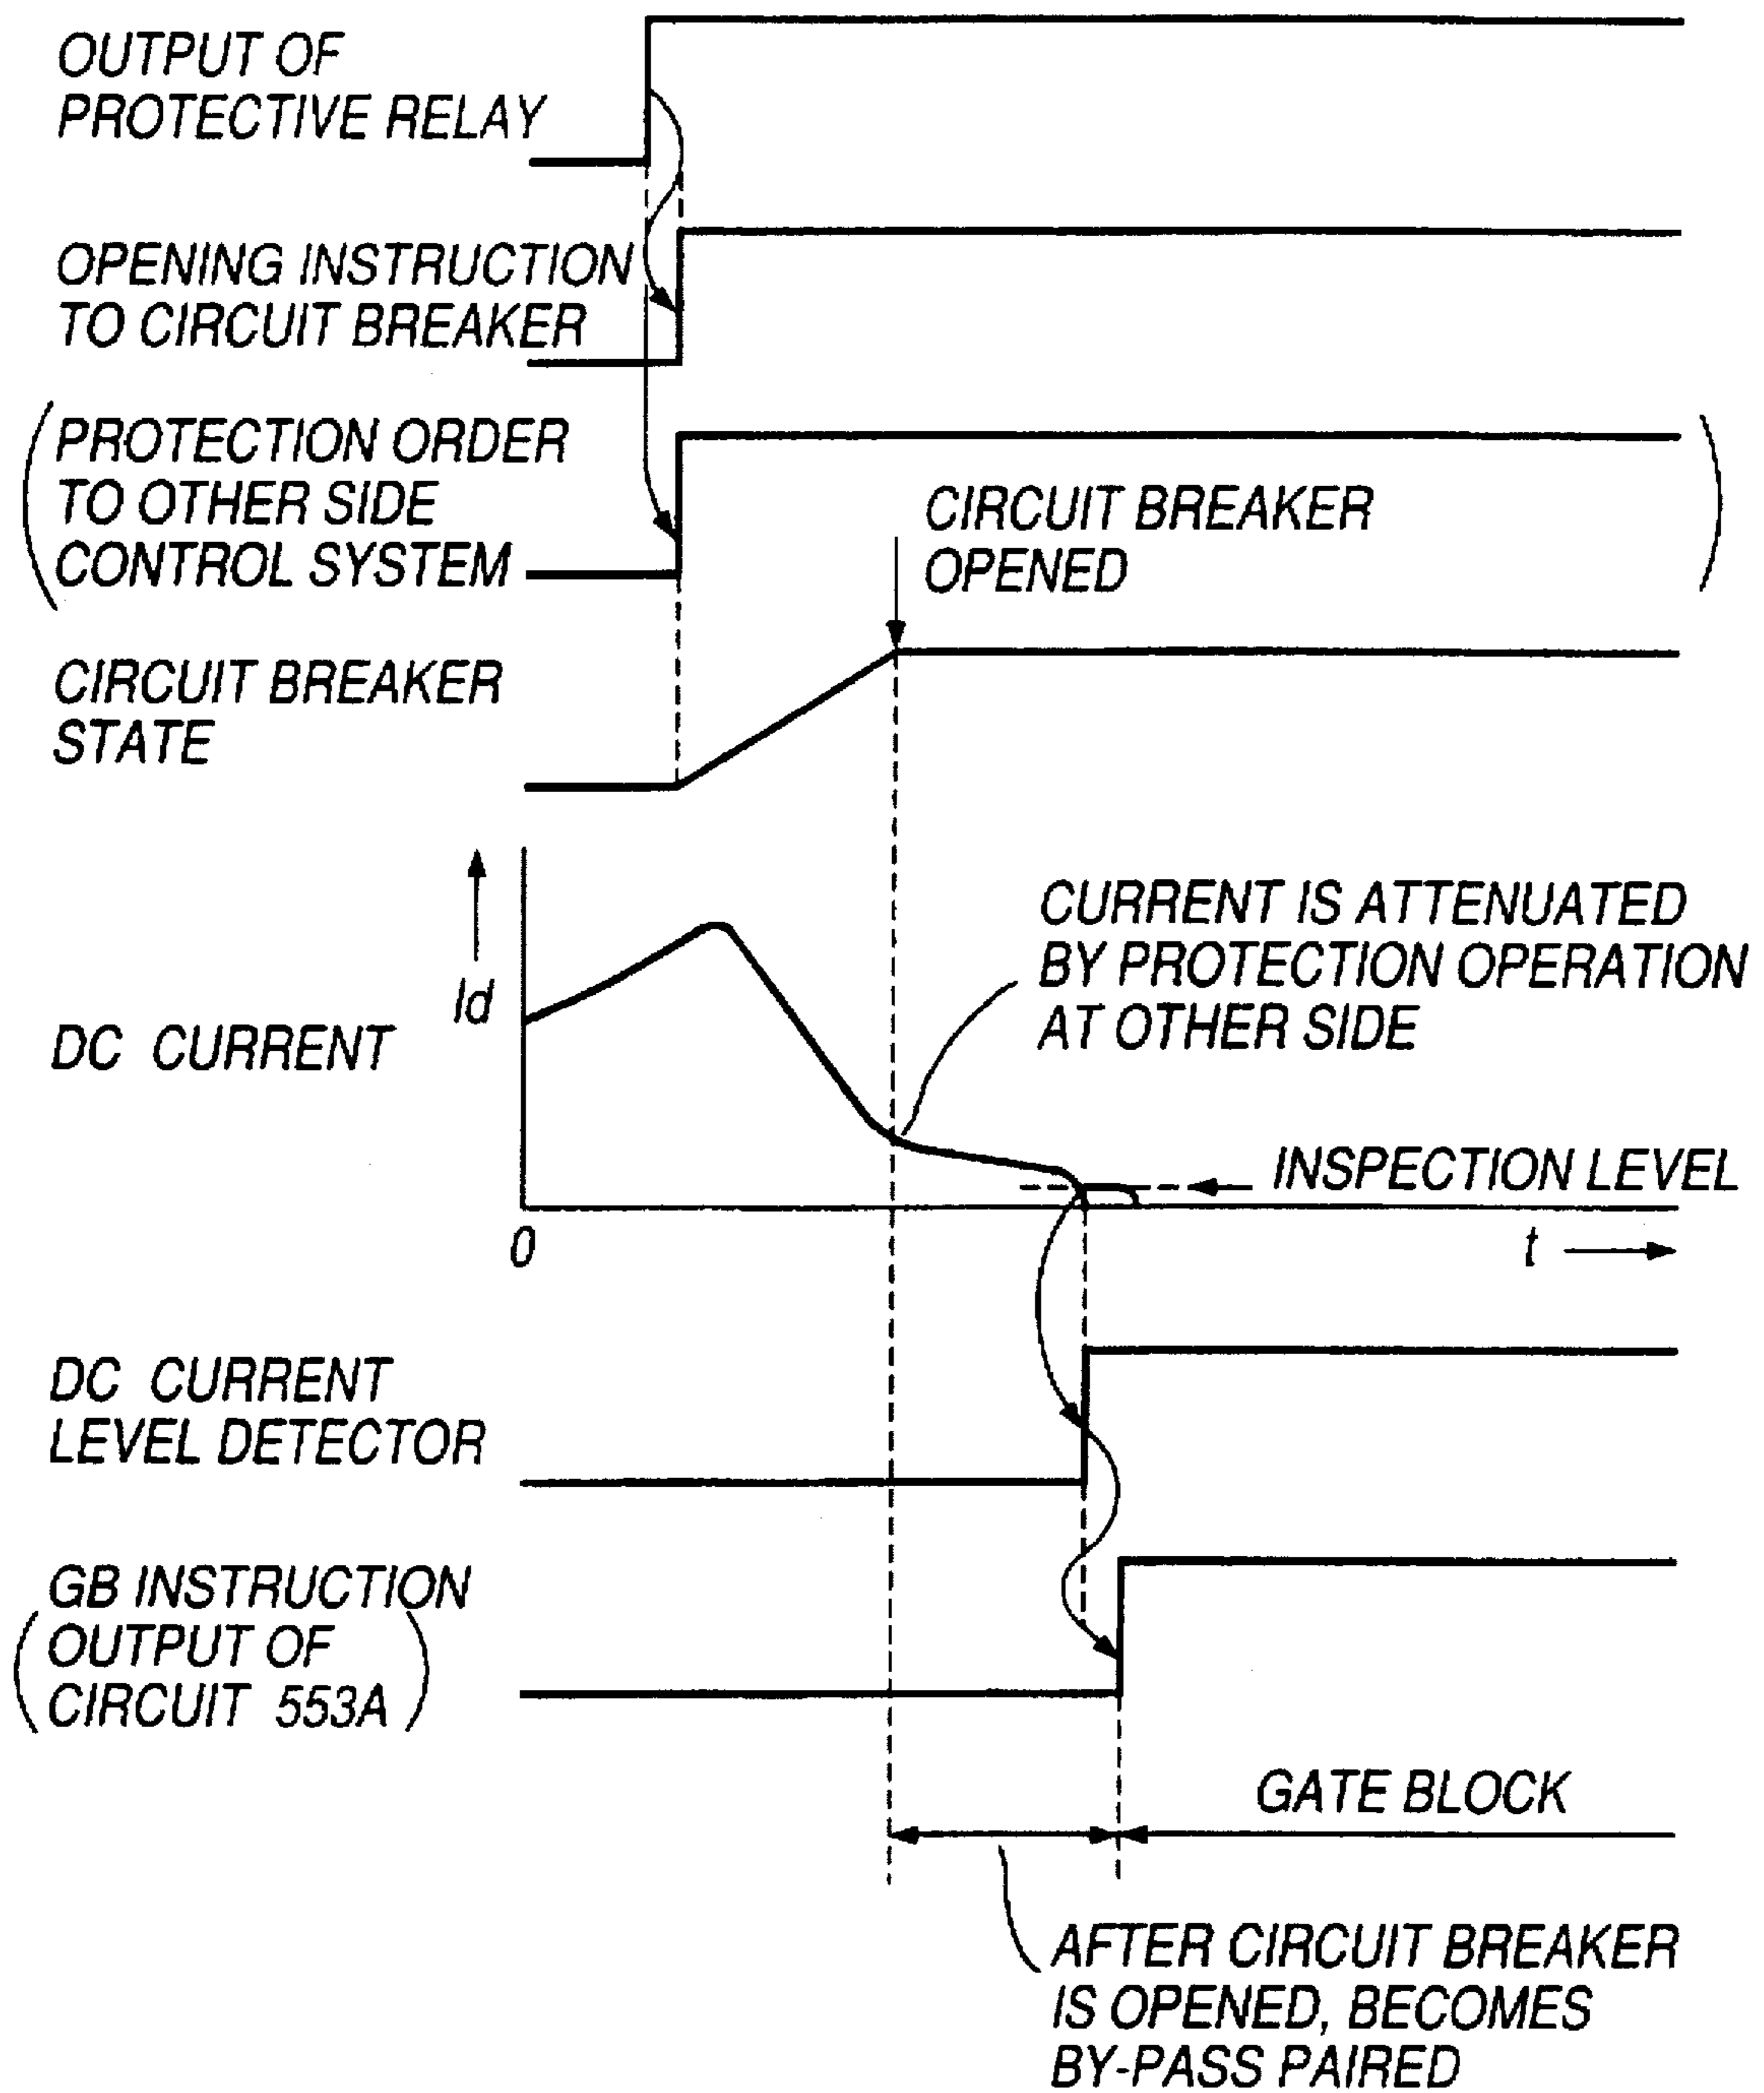 OUTPUT OF
PROTECTIVE RELAY
OPENING INSTRUCTION
TO CIRCUIT BREAKER
(PROTECTION ORDER
TO OTHER SIDE
CONTROL SYSTEM)
CIRCUIT BREAKER
OPENED
CIRCUIT BREAKER
STATE
Id
DC CURRENT
CURRENT IS ATTENUATED
BY PROTECTION OPERATION
AT OTHER SIDE
INSPECTION LEVEL
0
t
DC CURRENT
LEVEL DETECTOR
GB INSTRUCTION
(OUTPUT OF
CIRCUIT 553A)
GATE BLOCK
AFTER CIRCUIT BREAKER
IS OPENED, BECOMES
BY-PASS PAIRED